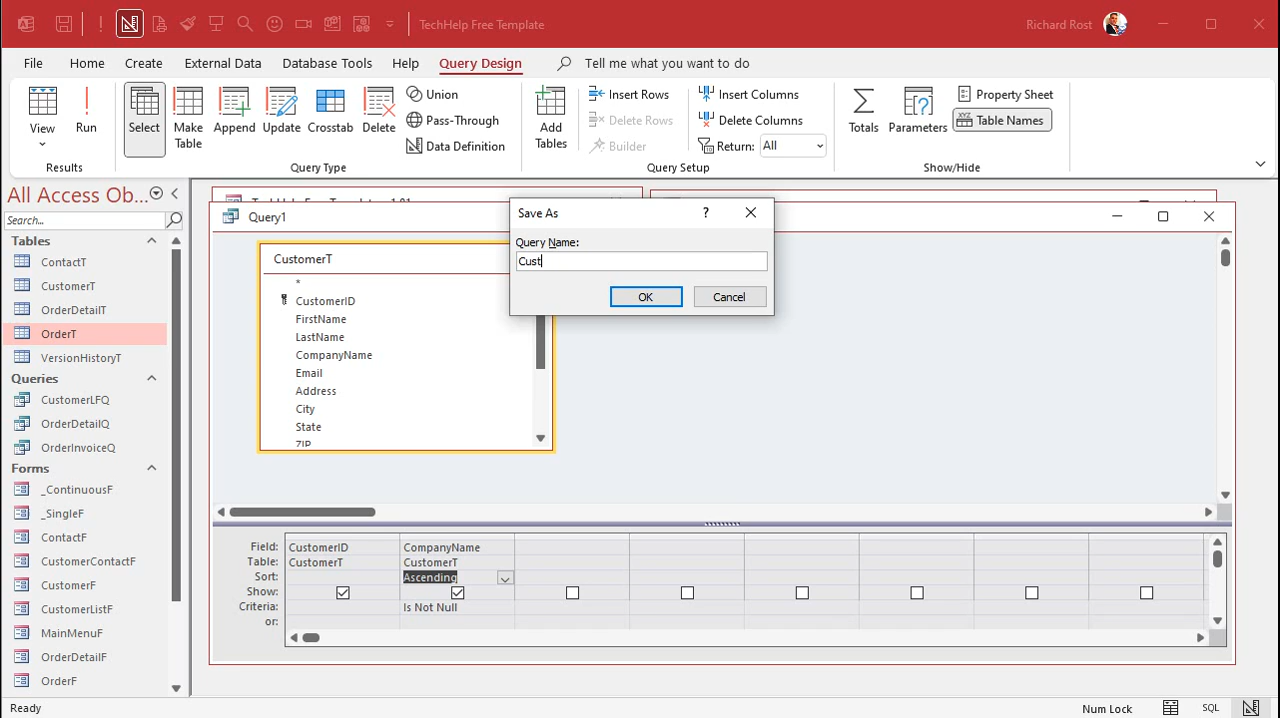 TechHelp Free Template
Richard Rost
File Home Create External Data Database Tools Help Query Design Tell me what you want to do
View
Run
Results
Select
Make Table
Append
Update
Crosstab
Delete
Union
Pass-Through
Data Definition
Query Type
Add Tables
Insert Rows
Delete Rows
Builder
Insert Columns
Delete Columns
Return: All
Query Setup
Totals
Parameters
Property Sheet
XYZ Table Names
Show/Hide
All Access Ob...
Search...
Tables
ContactT
CustomerT
OrderDetailT
OrderT
VersionHistoryT
Queries
CustomerLFQ
OrderDetailQ
OrderInvoiceQ
Forms
_ContinuousF
_SingleF
ContactF
CustomerContactF
CustomerF
CustomerListF
MainMenuF
OrderDetailF
OrderF
Query1
CustomerT
*
CustomerID
FirstName
LastName
CompanyName
Email
Address
City
State
ZIP
Save As ?
Query Name:
Cust
OK Cancel
Field: CustomerID CompanyName
Table: CustomerT CustomerT
Sort: Ascending
Show:
Criteria: Is Not Null
or:
Ready
Num Lock SQL